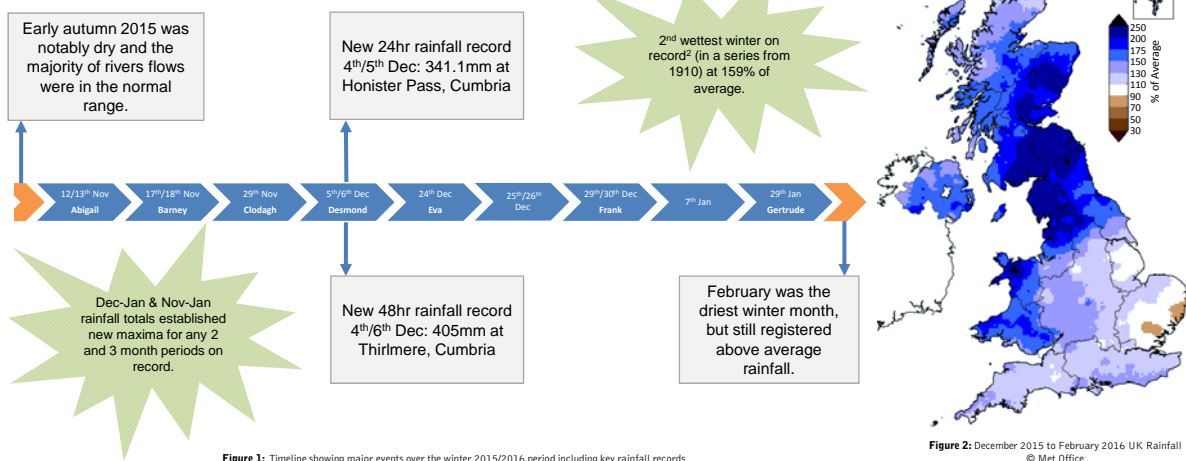 Early autumn 2015 was
notably dry and the
majority of rivers flows
were in the normal
range.
New 24hr rainfall record
4th/5th Dec: 341.1mm at
Honister Pass, Cumbria
2nd wettest winter on
record2 (in a series from
1910) at 159% of
average.
12/13th Nov
Abigail
17th/18th Nov
Barney
29th Nov
Clodagh
5th/6th Dec
Desmond
24th Dec
Eva
25th/26th
Dec
29th/30th Dec
Frank
7th Jan
29th Jan
Gertrude
Dec-Jan & Nov-Jan
rainfall totals established
new maxima for any 2
and 3 month periods on
record.
New 48hr rainfall record
4th/6th Dec: 405mm at
Thirlmere, Cumbria
February was the
driest winter month,
but still registered
above average
rainfall.
Figure 1: Timeline showing major events over the winter 2015/2016 period including key rainfall records
250
200
175
150
130
110
90
70
50
30
% of Average
Figure 2: December 2015 to February 2016 UK Rainfall
© Met Office